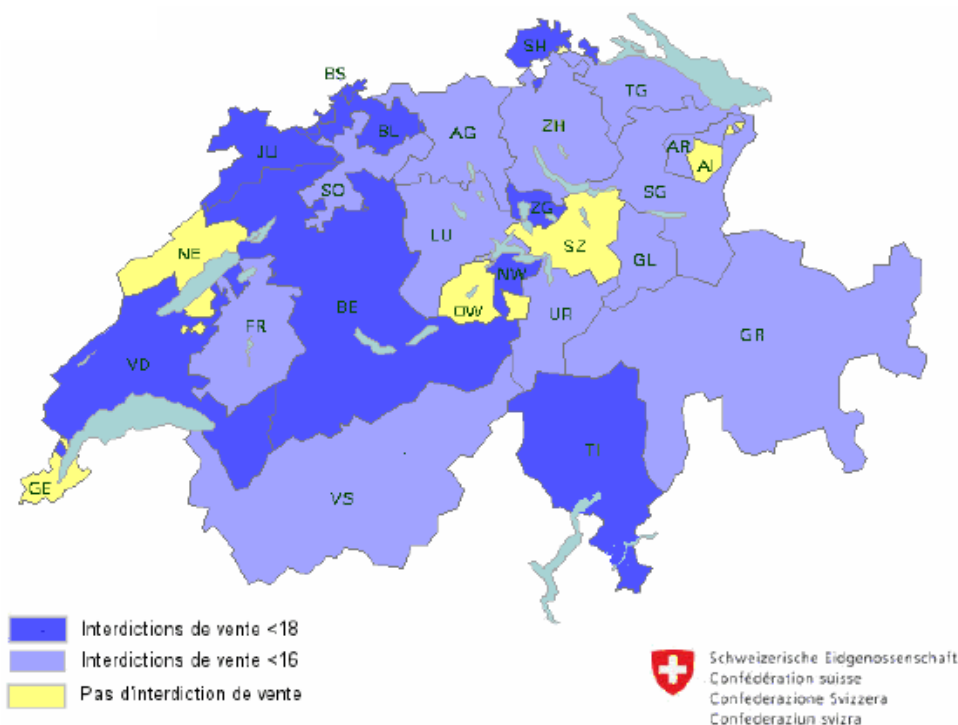 SH
BS
TG
BL
AG
ZH
JU
AR
AI
SO
SG
ZG
LU
NE
SZ
GL
NW
BE
OW
UR
FR
GR
VD
TI
GE
VS
Interdictions de vente <18
Interdictions de vente <16
Pas d'interdiction de vente
Schweizerische Eidgenossenschaft
Confédération suisse
Confederazione Svizzera
Confederaziun svizra